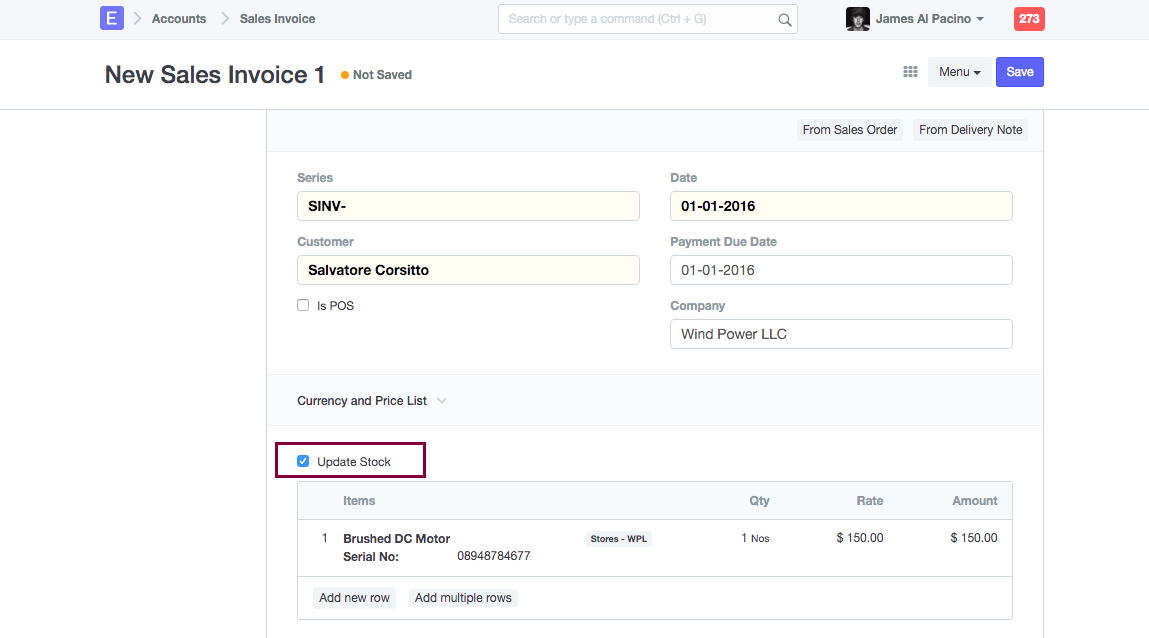 E Accounts Sales Invoice Search or type a command (Ctrl + G) James Al Pacino 273
New Sales Invoice 1 Not Saved Menu Save
From Sales Order From Delivery Note
Series Date
SINV- 01-01-2016
Customer Payment Due Date
Salvatore Corsitto 01-01-2016
Is POS Company
Wind Power LLC
Currency and Price List
Update Stock
Items Qty Rate Amount
1 Brushed DC Motor Stores - WPL 1 Nos $ 150.00 $ 150.00
Serial No: 08948784677
Add new row Add multiple rows